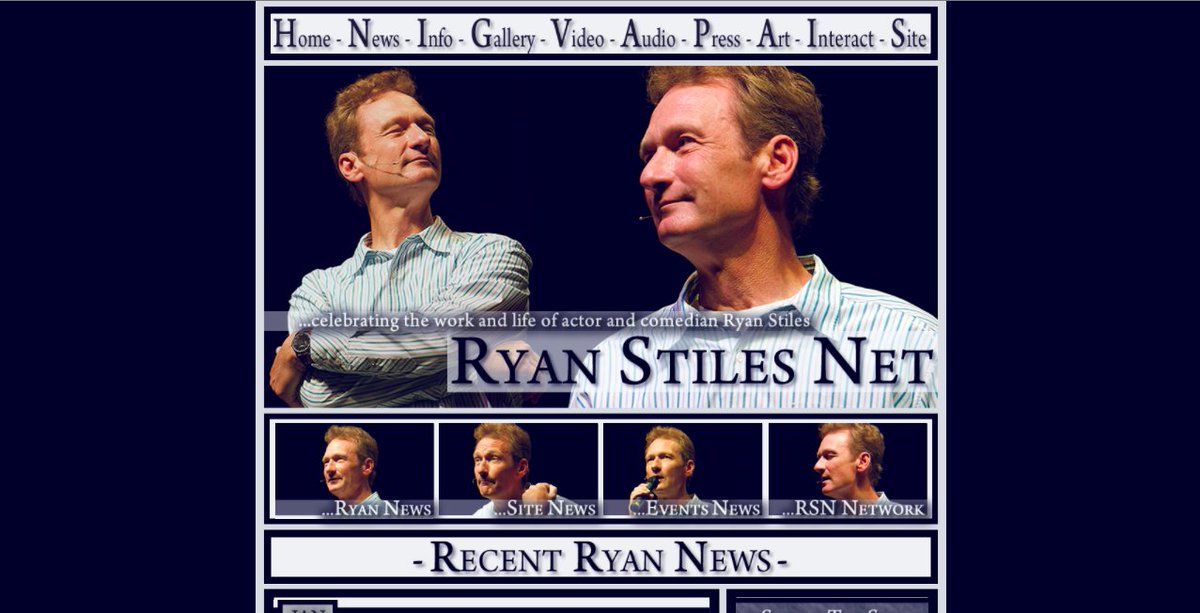 Home - News - Info - Gallery - Video - Audio - Press - Art - Interact - Site
...celebrating the work and life of actor and comedian Ryan Stiles
RYAN STILES NET
...RYAN NEWS
...SITE NEWS
...EVENTS NEWS
...RSN NETWORK
-RECENT RYAN NEWS-